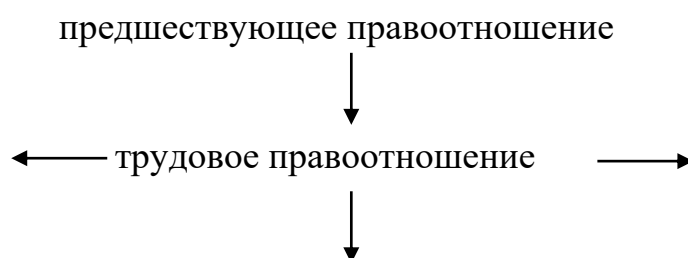 предшествующее правоотношение
трудовое правоотношение